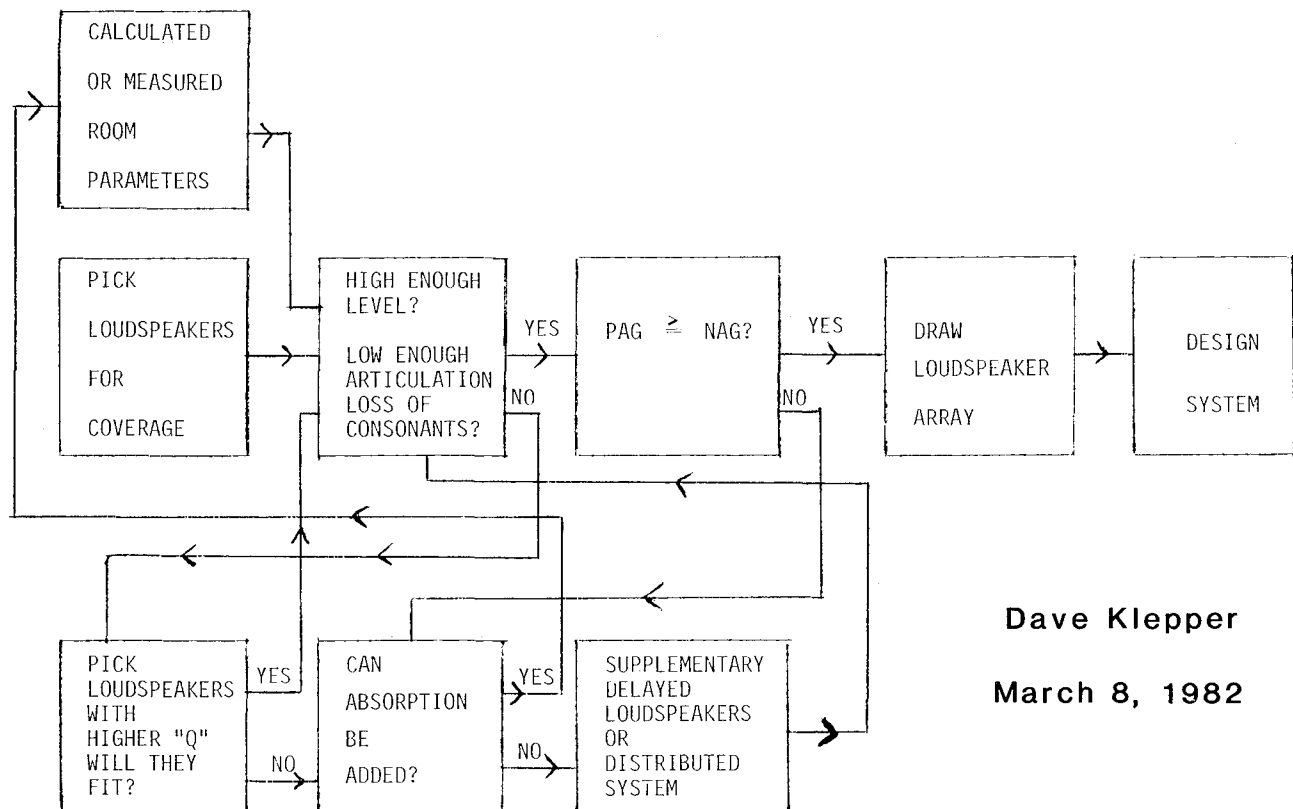 CALCULATED
OR MEASURED
ROOM
PARAMETERS
PICK
LOUDSPEAKERS
FOR
COVERAGE
HIGH ENOUGH
LEVEL?
LOW ENOUGH
ARTICULATION
LOSS OF
CONSONANTS?
YES
NO
PAG ≧ NAG?
YES
NO
DRAW
LOUDSPEAKER
ARRAY
DESIGN
SYSTEM
PICK
LOUDSPEAKERS
WITH
HIGHER "Q"
WILL THEY
FIT?
YES
NO
CAN
ABSORPTION
BE
ADDED?
YES
NO
SUPPLEMENTARY
DELAYED
LOUDSPEAKERS
OR
DISTRIBUTED
SYSTEM
Dave Klepper
March 8, 1982